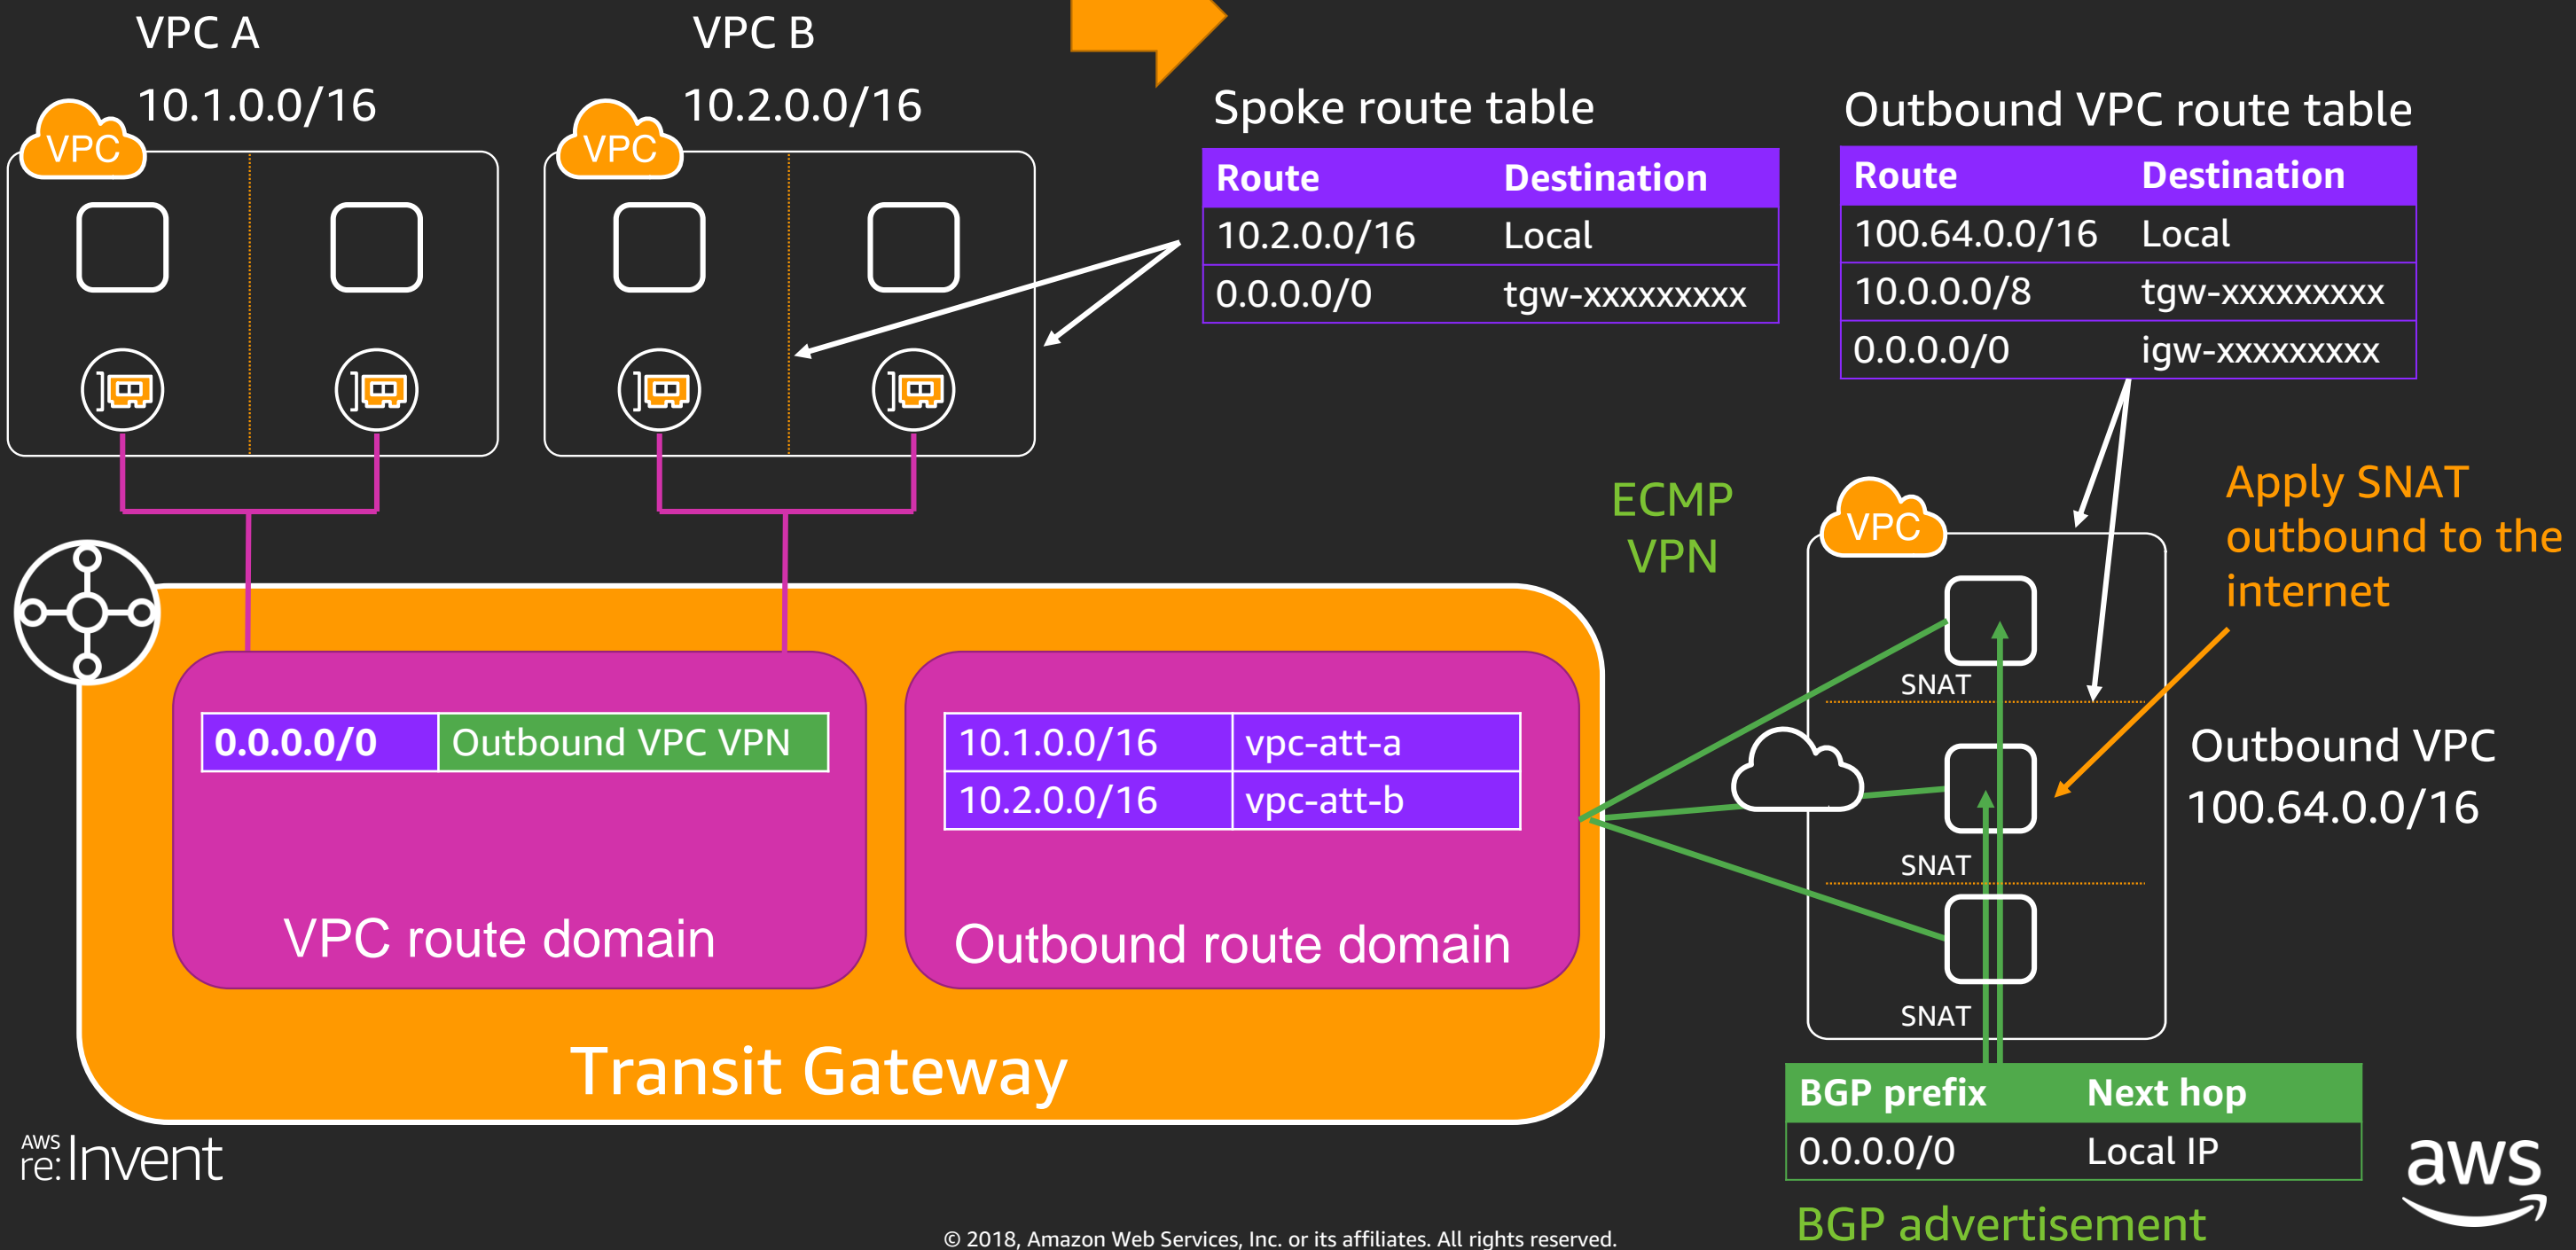 VPC A
10.1.0.0/16
VPC
VPC B
10.2.0.0/16
VPC
Spoke route table
Route Destination
10.2.0.0/16 Local
0.0.0.0/0 tgw-xxxxxxxxx
Outbound VPC route table
Route Destination
100.64.0.0/16 Local
10.0.0.0/8 tgw-xxxxxxxxx
0.0.0.0/0 igw-xxxxxxxxx
ECMP
VPN
VPC
Apply SNAT
outbound to the
internet
SNAT
SNAT
SNAT
Outbound VPC
100.64.0.0/16
0.0.0.0/0 Outbound VPC VPN
VPC route domain
10.1.0.0/16 vpc-att-a
10.2.0.0/16 vpc-att-b
Outbound route domain
Transit Gateway
BGP prefix Next hop
0.0.0.0/0 Local IP
BGP advertisement
AWS
re:Invent
© 2018, Amazon Web Services, Inc. or its affiliates. All rights reserved.
aws